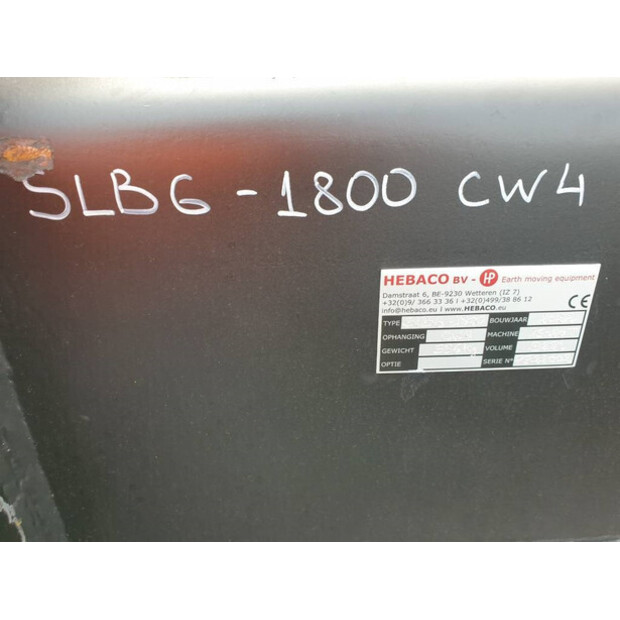 SLB6 - 1800 CW4
HEBACO BV - HP Earth moving equipment
Damstraat 6, BE-9230 Wetteren (IZ 7)
+32(0)9/ 366 33 36 I +32(0)499/38 86 12
info@hebaco.eu I www.HEBACO.eu
CE
TYPE BOUWJAAR
OPHANGING MACHINE
GEWICHT VOLUME
OPTIE SERIE N°